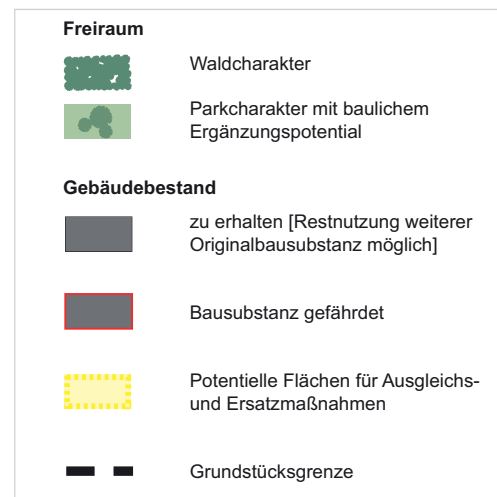 Freiraum
Waldcharakter
Parkcharakter mit baulichem
Ergänzungspotential
Gebäudebestand
zu erhalten [Restnutzung weiterer
Originalbausubstanz möglich]
Bausubstanz gefährdet
Potentielle Flächen für Ausgleichs-
und Ersatzmaßnahmen
Grundstücksgrenze